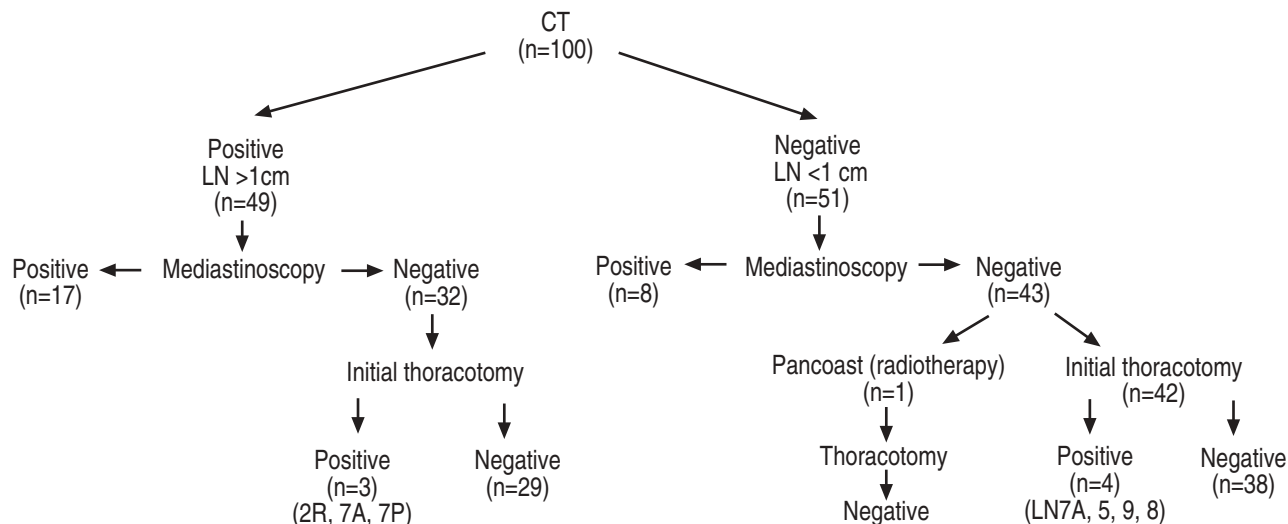 CT
(n=100)
Positive
LN >1cm
(n=49)
Negative
LN <1 cm
(n=51)
Positive
(n=17)
Mediastinoscopy
Negative
(n=32)
Positive
(n=8)
Mediastinoscopy
Negative
(n=43)
Initial thoracotomy
Pancoast (radiotherapy)
(n=1)
Initial thoracotomy
(n=42)
Positive
(n=3)
(2R, 7A, 7P)
Negative
(n=29)
Thoracotomy
Negative
Positive
(n=4)
(LN7A, 5, 9, 8)
Negative
(n=38)